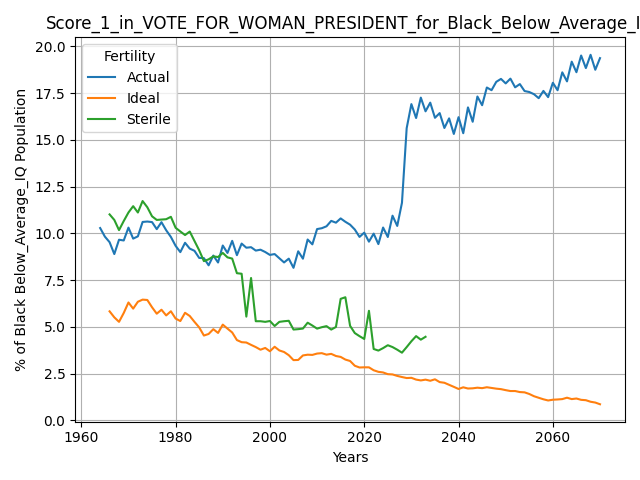 Score_1_in_VOTE_FOR_WOMAN_PRESIDENT_for_Black_Below_Average_I
Fertility
Actual
Ideal
Sterile
% of Black Below_Average_IQ Population
20.0
17.5
15.0
12.5
10.0
7.5
5.0
2.5
0.0
1960 1980 2000 2020 2040 2060
Years